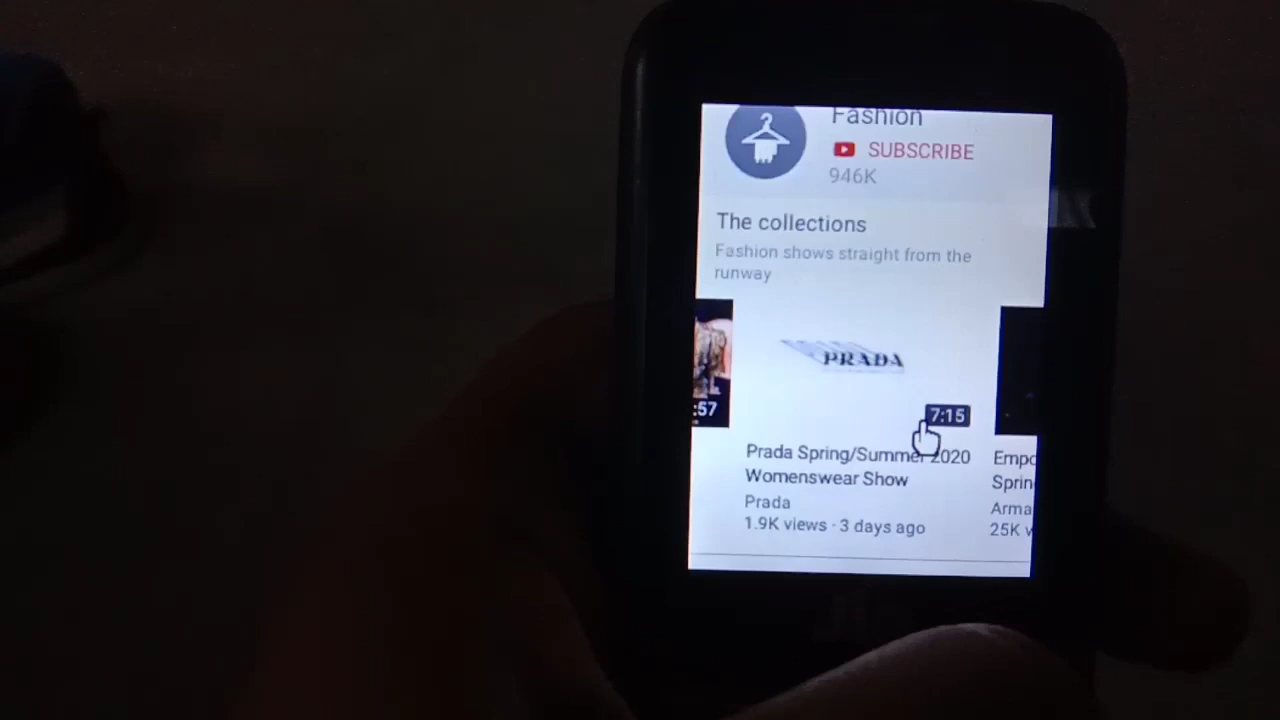 Fashion
SUBSCRIBE
946K
The collections
Fashion shows straight from the
runway
PRADA
:57
7:15
Prada Spring/Summer 2020
Womenswear Show
Prada
1.9K views · 3 days ago
Empo
Sprin
Arma
25K v